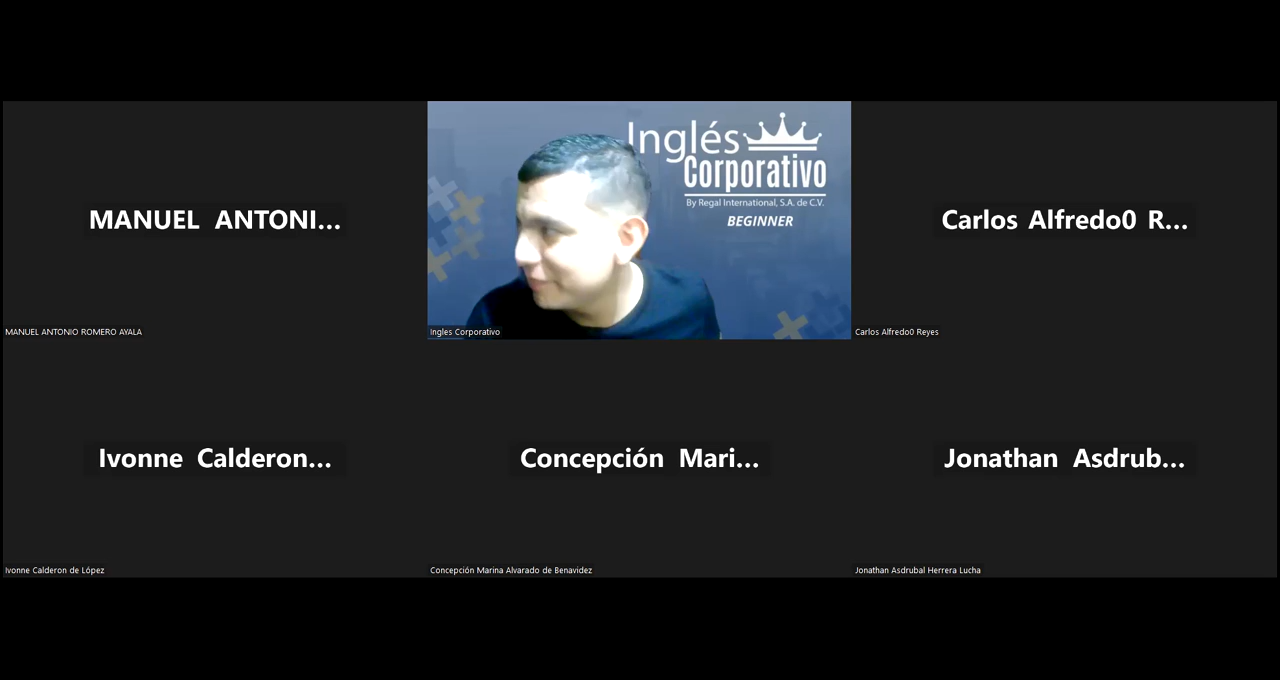 MANUEL ANTONI...
MANUEL ANTONIO ROMERO AYALA
Inglés
Corporativo
By Regal International, S.A. de C.V.
BEGINNER
Ingles Corporativo
Carlos Alfredo0 R...
Carlos Alfredo0 Reyes
Ivonne Calderon...
Ivonne Calderon de López
Concepción Mari...
Concepción Marina Alvarado de Benavidez
Jonathan Asdrub...
Jonathan Asdrubal Herrera Lucha